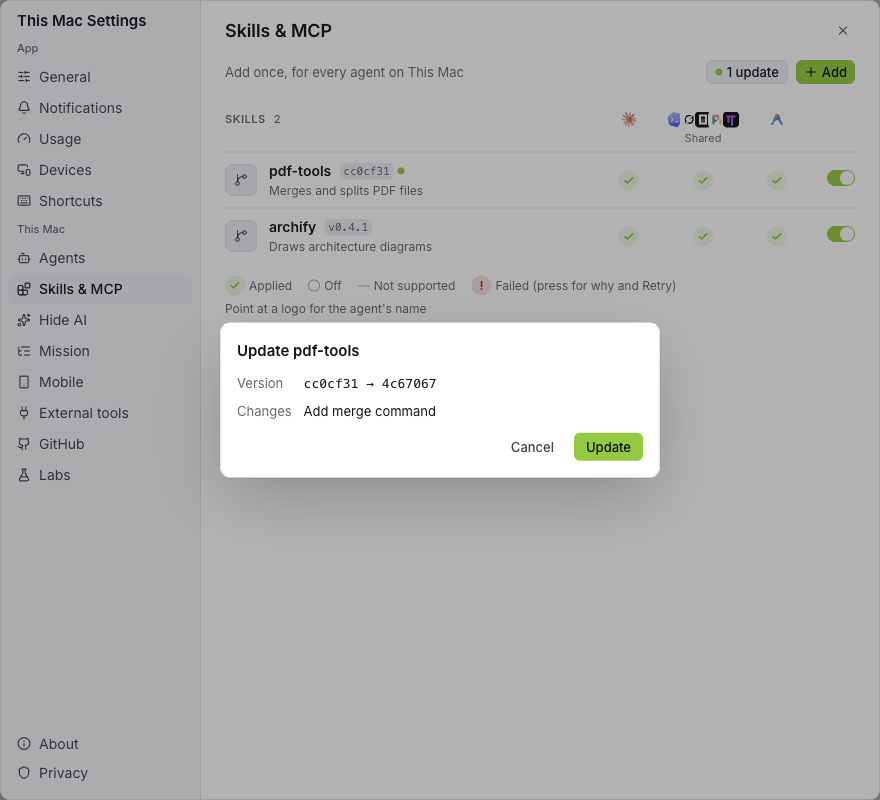 This Mac Settings
App
General
Notifications
Usage
Devices
Shortcuts
This Mac
Agents
Skills & MCP
Hide AI
Mission
Mobile
External tools
GitHub
Labs
About
Privacy
Skills & MCP
Add once, for every agent on This Mac
1 update
Add
SKILLS 2
Shared
pdf-tools cc0cf31
Merges and splits PDF files
archify v0.4.1
Draws architecture diagrams
Applied Off — Not supported ! Failed (press for why and Retry)
Point at a logo for the agent's name
Update pdf-tools
Version cc0cf31 → 4c67067
Changes Add merge command
Cancel Update